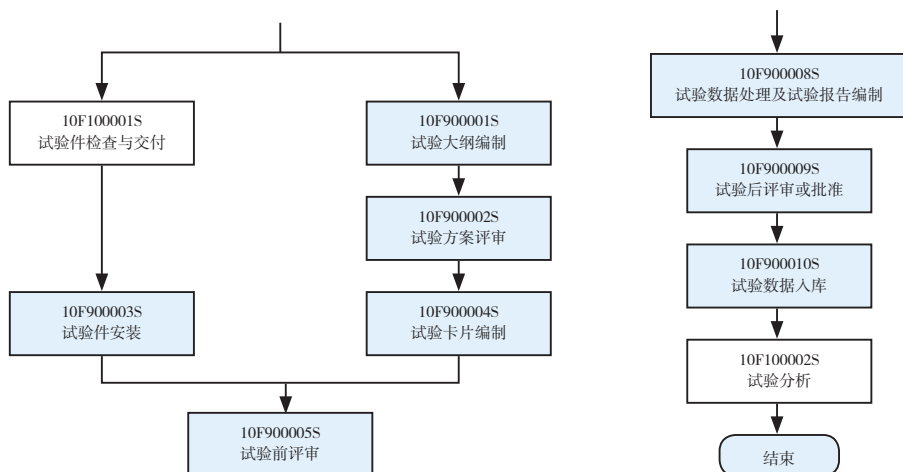 10F100001S
试验件检查与交付
10F900001S
试验大纲编制
10F900002S
试验方案评审
10F900003S
试验件安装
10F900004S
试验卡片编制
10F900005S
试验前评审
10F900008S
试验数据处理及试验报告编制
10F900009S
试验后评审或批准
10F900010S
试验数据入库
10F100002S
试验分析
结束